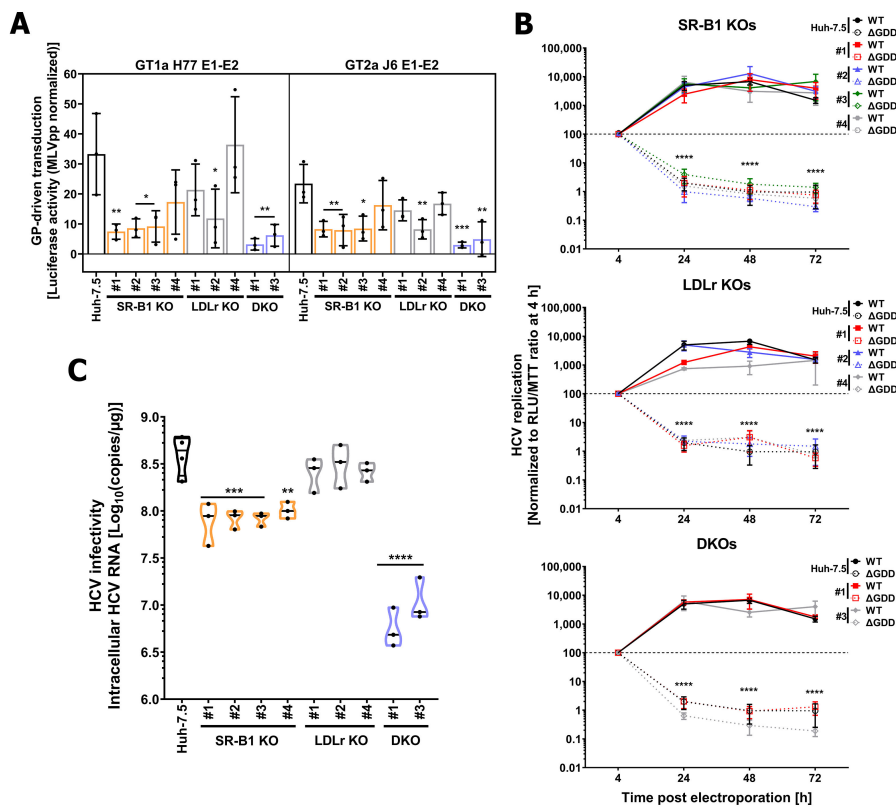 A
GT1a H77 E1-E2
GT2a J6 E1-E2
GP-driven transduction
[Luciferase activity (MLVpp normalized)]
60
50
40
30
20
10
0
** * * ** ** * ** *** **
Huh-7.5 #1 #2 #3 #4 #1 #2 #4 #1 #3 Huh-7.5 #1 #2 #3 #4 #1 #2 #4 #1 #3
SR-B1 KO LDLr KO DKO SR-B1 KO LDLr KO DKO
B
SR-B1 KOs
100,000
10,000
1,000
100
10
1
0.1
0.01
**** **** ****
4 24 48 72
Huh-7.5 WT
ΔGDD
#1 WT
ΔGDD
#2 WT
ΔGDD
#3 WT
ΔGDD
#4 WT
ΔGDD
LDLr KOs
HCV replication
[Normalized to RLU/MTT ratio at 4 h]
100,000
10,000
1,000
100
10
1
0.1
0.01
**** **** ****
4 24 48 72
Huh-7.5 WT
ΔGDD
#1 WT
ΔGDD
#2 WT
ΔGDD
#4 WT
ΔGDD
DKOs
100,000
10,000
1,000
100
10
1
0.1
0.01
**** **** ****
4 24 48 72
Time post electroporation [h]
Huh-7.5 WT
ΔGDD
#1 WT
ΔGDD
#3 WT
ΔGDD
C
HCV infectivity
Intracellular HCV RNA [Log10(copies/µg)]
9.0
8.5
8.0
7.5
7.0
6.5
6.0
*** ** ****
Huh-7.5 #1 #2 #3 #4 #1 #2 #4 #1 #3
SR-B1 KO LDLr KO DKO